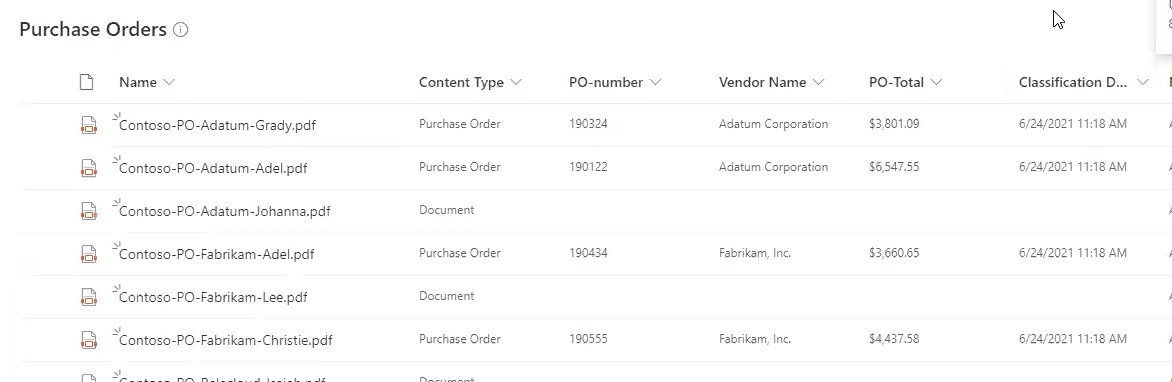 Purchase Orders
Name Content Type PO-number Vendor Name PO-Total Classification D...
Contoso-PO-Adatum-Grady.pdf Purchase Order 190324 Adatum Corporation $3,801.09 6/24/2021 11:18 AM
Contoso-PO-Adatum-Adel.pdf Purchase Order 190122 Adatum Corporation $6,547.55 6/24/2021 11:18 AM
Contoso-PO-Adatum-Johanna.pdf Document
Contoso-PO-Fabrikam-Adel.pdf Purchase Order 190434 Fabrikam, Inc. $3,660.65 6/24/2021 11:18 AM
Contoso-PO-Fabrikam-Lee.pdf Document
Contoso-PO-Fabrikam-Christie.pdf Purchase Order 190555 Fabrikam, Inc. $4,437.58 6/24/2021 11:18 AM
Document